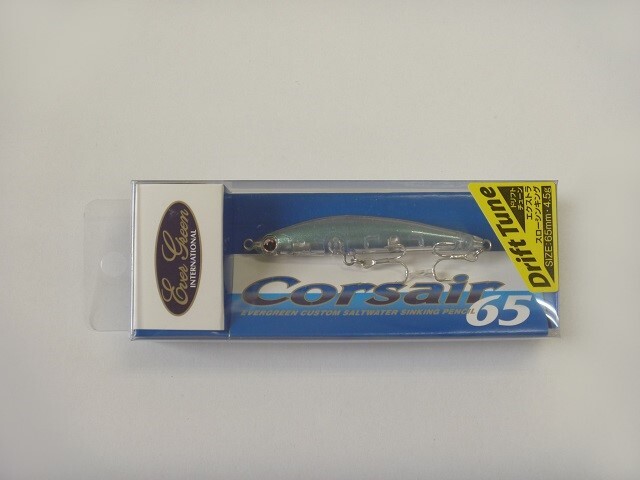 Ever Green
INTERNATIONAL
Corsair
65
EVERGREEN CUSTOM SALTWATER SINKING PENCIL
Drift Tune
ドリフト
チューン
エクストラ
スローシンキング
SIZE:65mm・4.5g